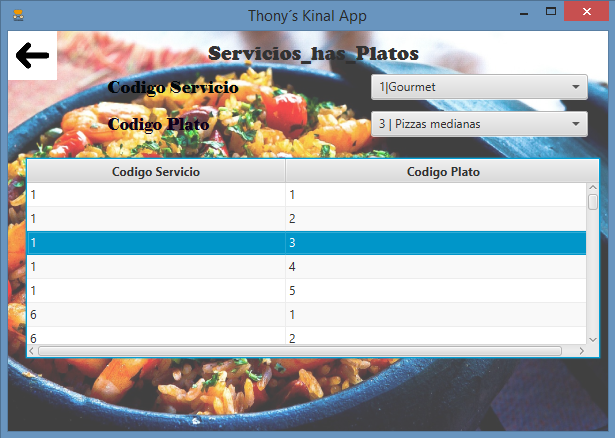 Thony´s Kinal App
Servicios_has_Platos
Codigo Servicio 1|Gourmet
Codigo Plato 3 | Pizzas medianas
Codigo Servicio Codigo Plato
1 1
1 2
1 3
1 4
1 5
6 1
6 2